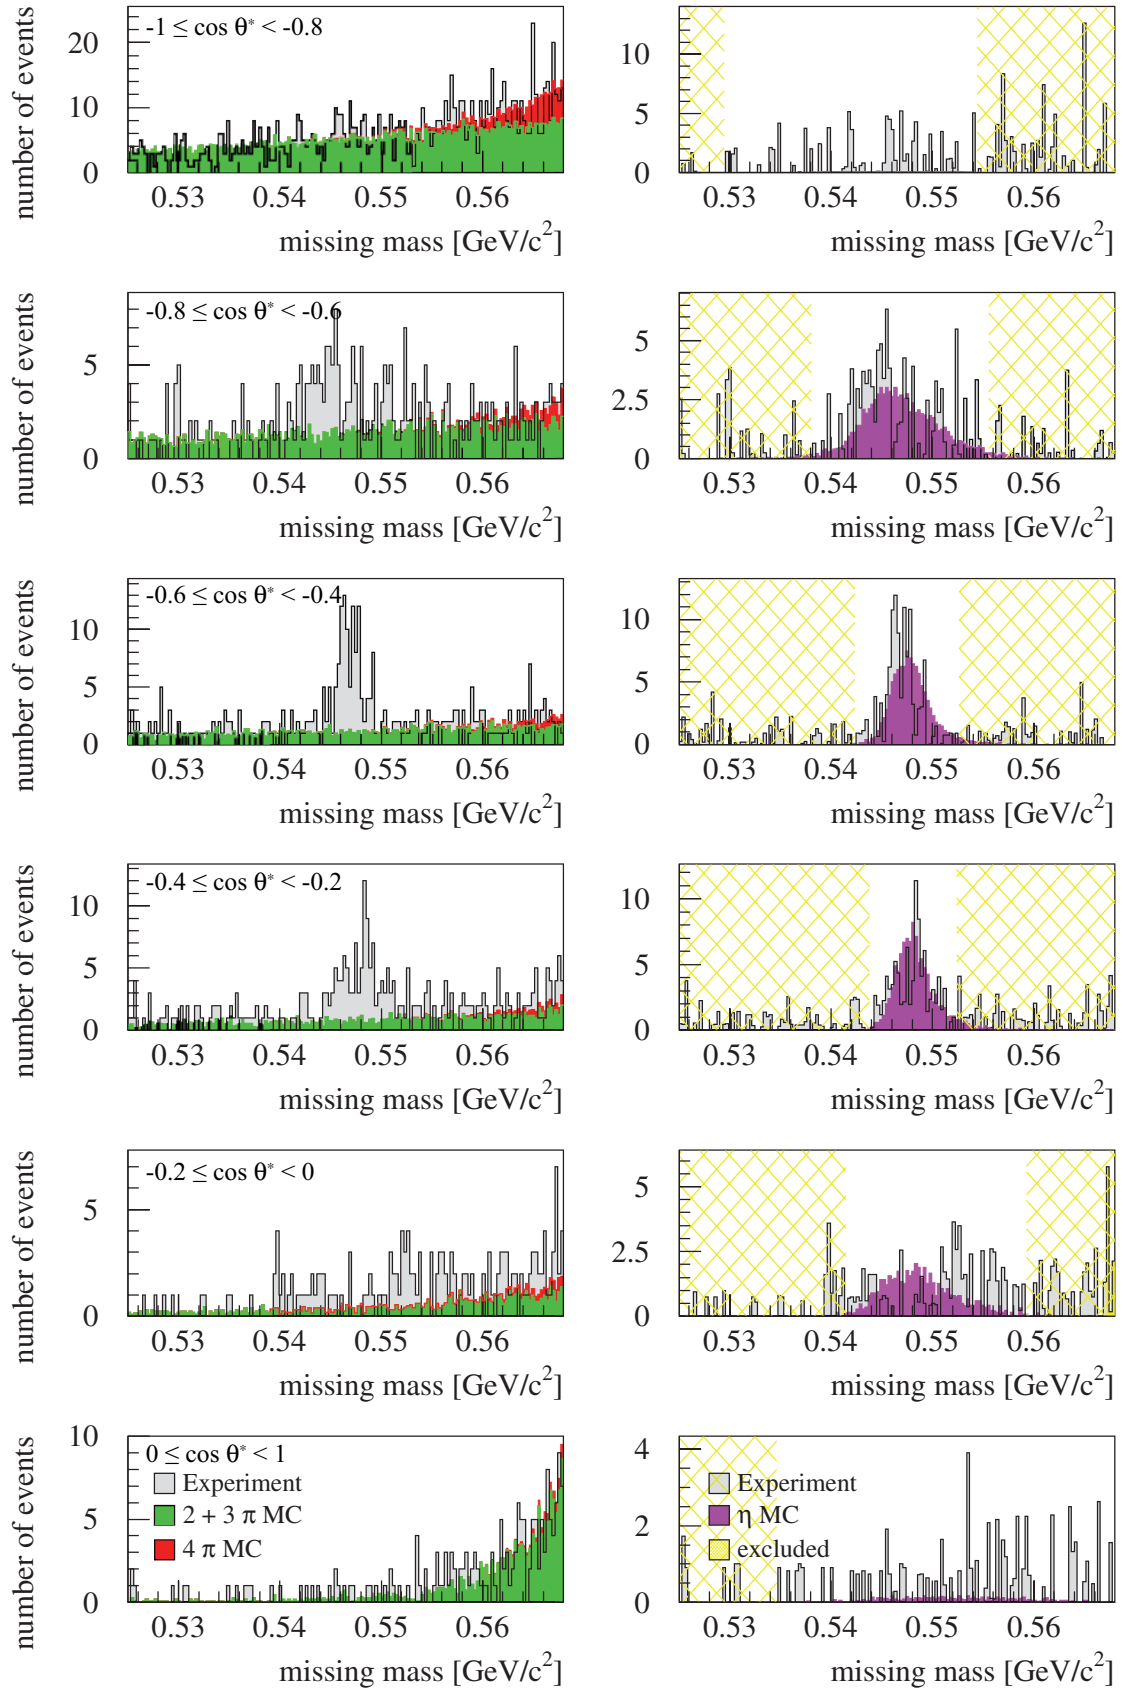 number of events
-1 ≤ cos θ* < -0.8
20
10
0
0.53 0.54 0.55 0.56
missing mass [GeV/c²]
10
5
0
0.53 0.54 0.55 0.56
missing mass [GeV/c²]
number of events
-0.8 ≤ cos θ* < -0.6
5
0
0.53 0.54 0.55 0.56
missing mass [GeV/c²]
5
2.5
0
0.53 0.54 0.55 0.56
missing mass [GeV/c²]
number of events
-0.6 ≤ cos θ* < -0.4
10
5
0
0.53 0.54 0.55 0.56
missing mass [GeV/c²]
10
5
0
0.53 0.54 0.55 0.56
missing mass [GeV/c²]
number of events
-0.4 ≤ cos θ* < -0.2
10
5
0
0.53 0.54 0.55 0.56
missing mass [GeV/c²]
10
5
0
0.53 0.54 0.55 0.56
missing mass [GeV/c²]
number of events
-0.2 ≤ cos θ* < 0
5
0
0.53 0.54 0.55 0.56
missing mass [GeV/c²]
5
2.5
0
0.53 0.54 0.55 0.56
missing mass [GeV/c²]
number of events
0 ≤ cos θ* < 1
Experiment
2 + 3 π MC
4 π MC
10
5
0
0.53 0.54 0.55 0.56
missing mass [GeV/c²]
Experiment
η MC
excluded
4
2
0
0.53 0.54 0.55 0.56
missing mass [GeV/c²]